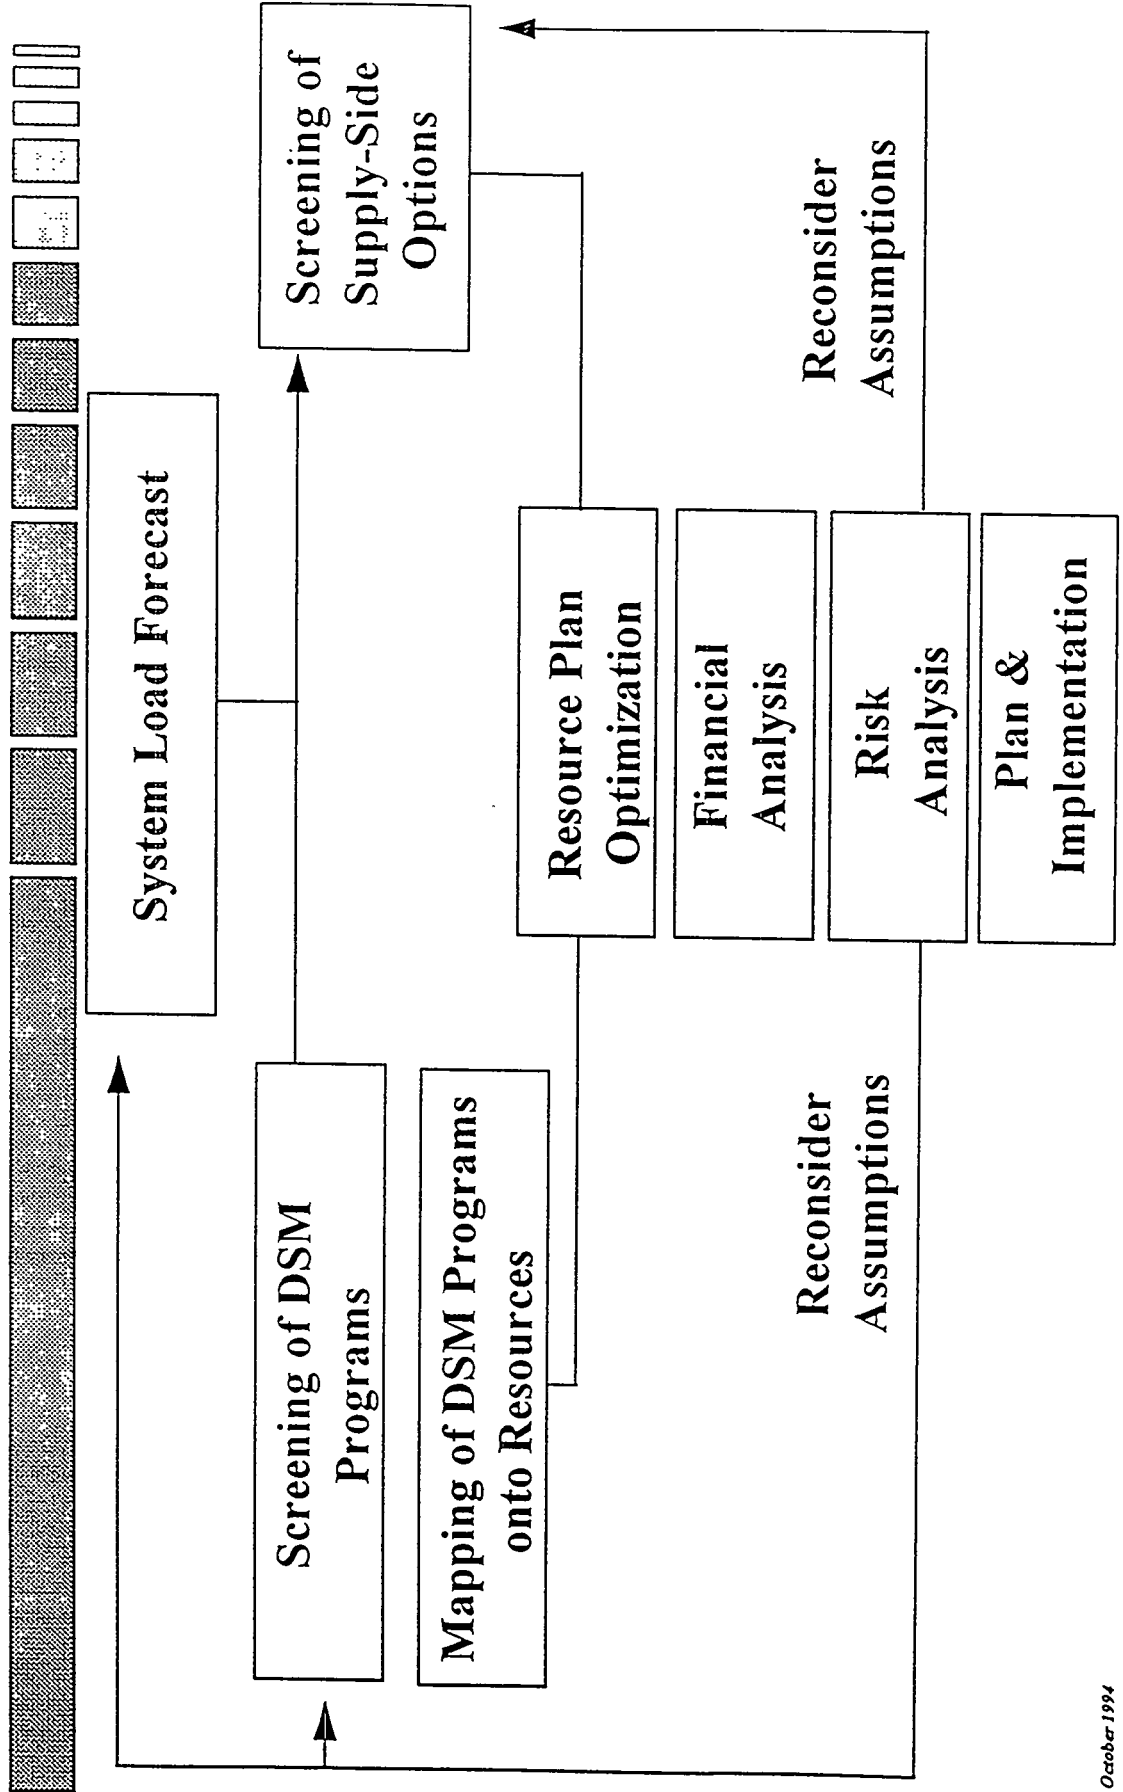 System Load Forecast
Screening of DSM
Programs
Screening of
Supply-Side
Options
Mapping of DSM Programs
onto Resources
Resource Plan
Optimization
Financial
Analysis
Reconsider
Assumptions
Risk
Analysis
Reconsider
Assumptions
Plan &
Implementation
October 1994